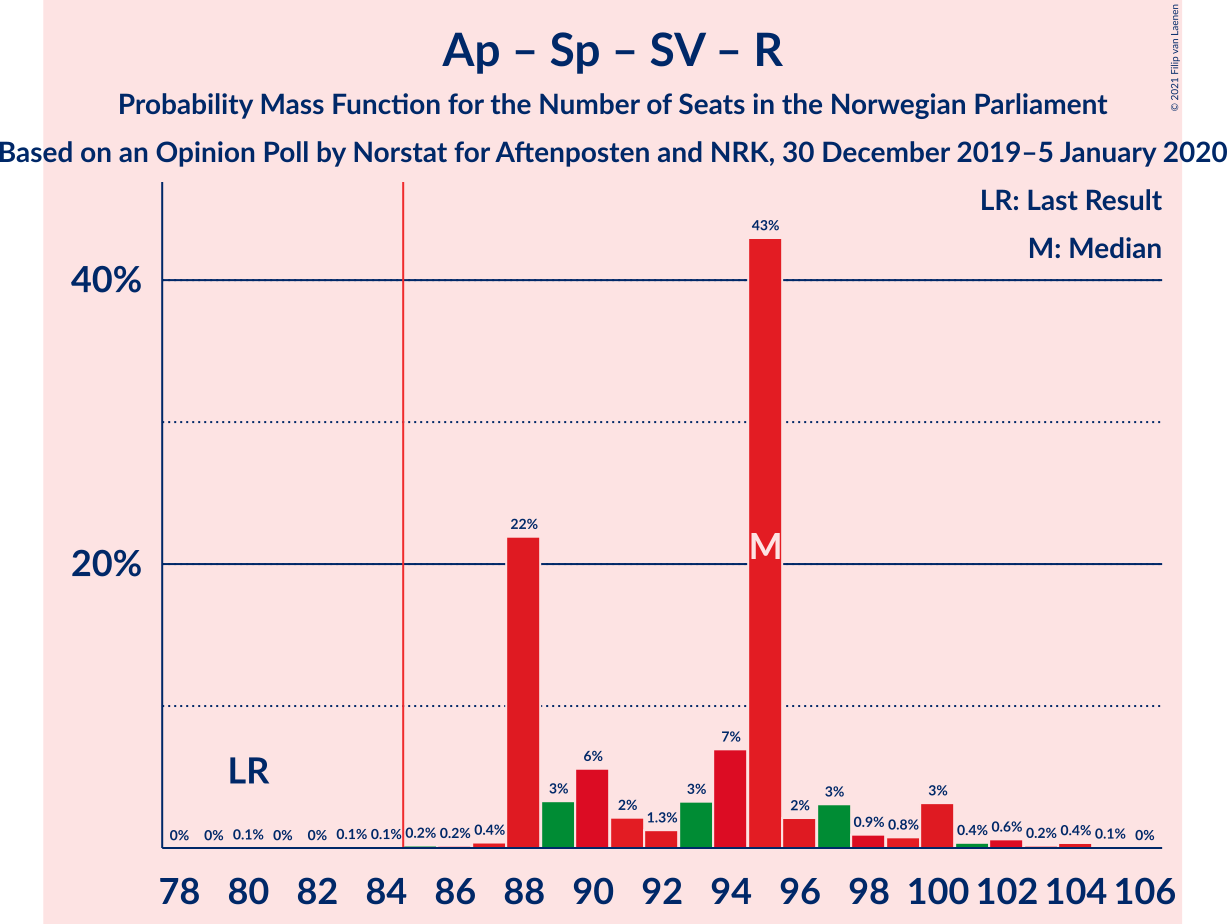 Ap – Sp – SV – R
Probability Mass Function for the Number of Seats in the Norwegian Parliament
Based on an Opinion Poll by Norstat for Aftenposten and NRK, 30 December 2019–5 January 2020
© 2021 Filip van Laenen
LR: Last Result
M: Median
43%
40%
22%
M
20%
7%
6%
LR
3%
3%
3%
3%
2%
1.3%
2%
0.9%
0.8%
0% 0% 0.1% 0% 0% 0.1% 0.1% 0.2% 0.2% 0.4%
0.4% 0.6% 0.2% 0.4% 0.1% 0%
78 80 82 84 86 88 90 92 94 96 98 100 102 104 106